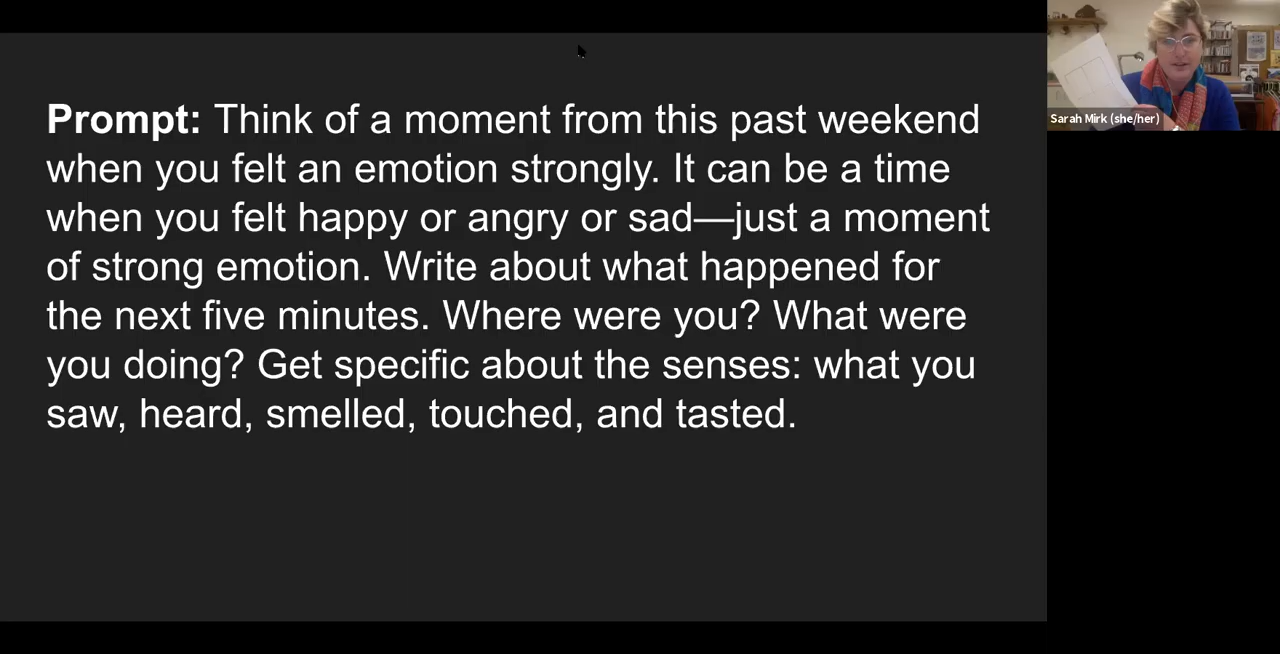 Prompt: Think of a moment from this past weekend
when you felt an emotion strongly. It can be a time
when you felt happy or angry or sad—just a moment
of strong emotion. Write about what happened for
the next five minutes. Where were you? What were
you doing? Get specific about the senses: what you
saw, heard, smelled, touched, and tasted.
Sarah Mirk (she/her)